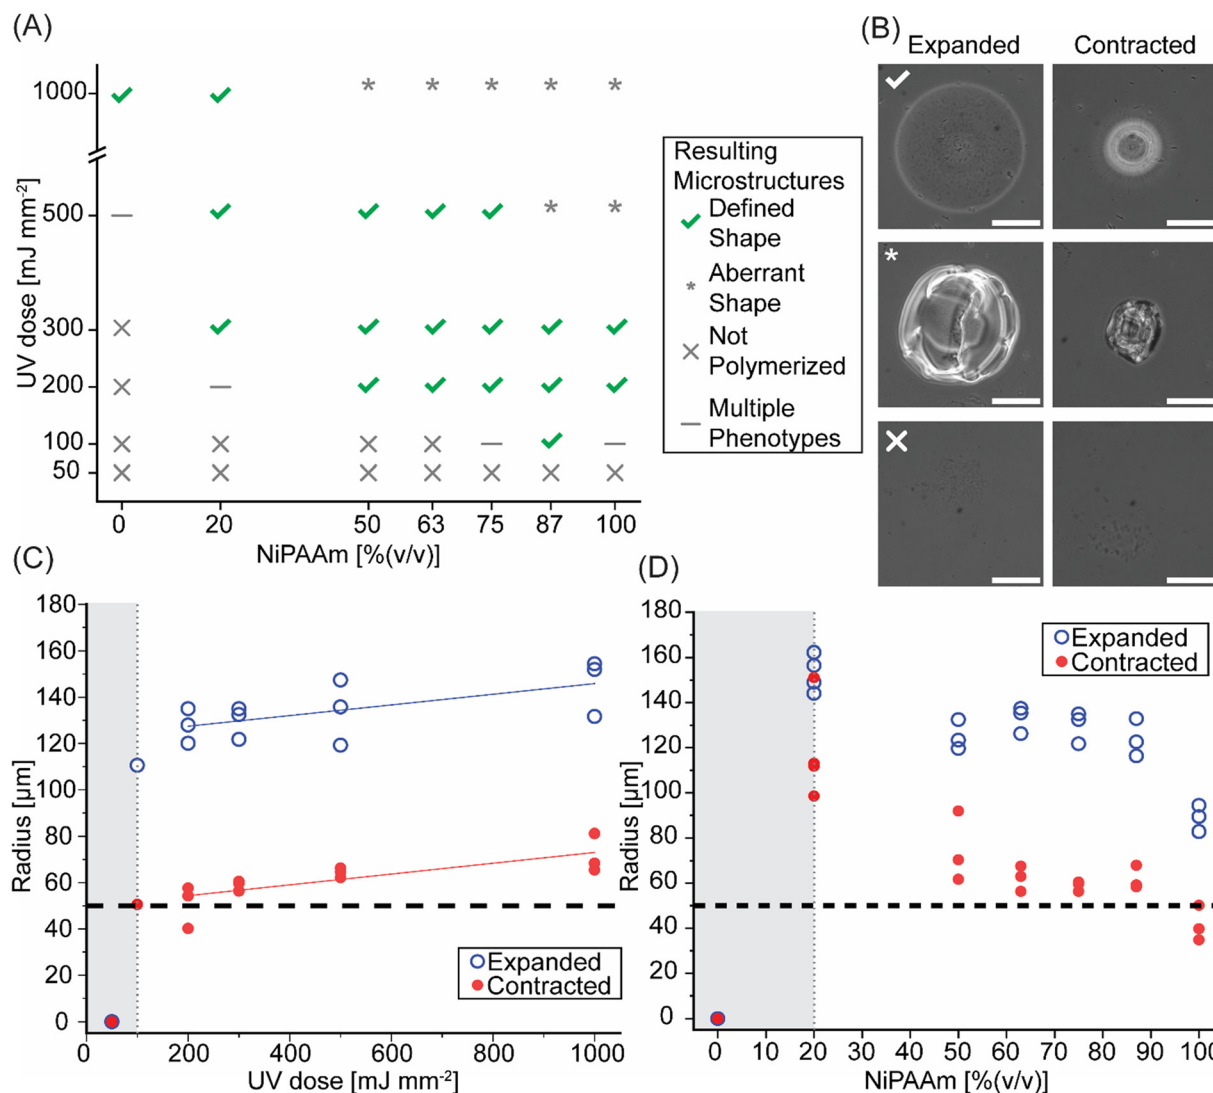 (A)
1000
500
300
200
100
50
UV dose [mJ mm⁻²]
0 20 50 63 75 87 100
NiPAAm [%(v/v)]
Resulting
Microstructures
Defined
Shape
*
Aberrant
Shape
Not
Polymerized
Multiple
Phenotypes
(B)
Expanded Contracted
*
(C)
180
160
140
120
100
80
60
40
20
0
Radius [µm]
Expanded
Contracted
0 200 400 600 800 1000
UV dose [mJ mm⁻²]
(D)
180
160
140
120
100
80
60
40
20
0
Radius [µm]
Expanded
Contracted
0 10 20 30 40 50 60 70 80 90 100
NiPAAm [%(v/v)]